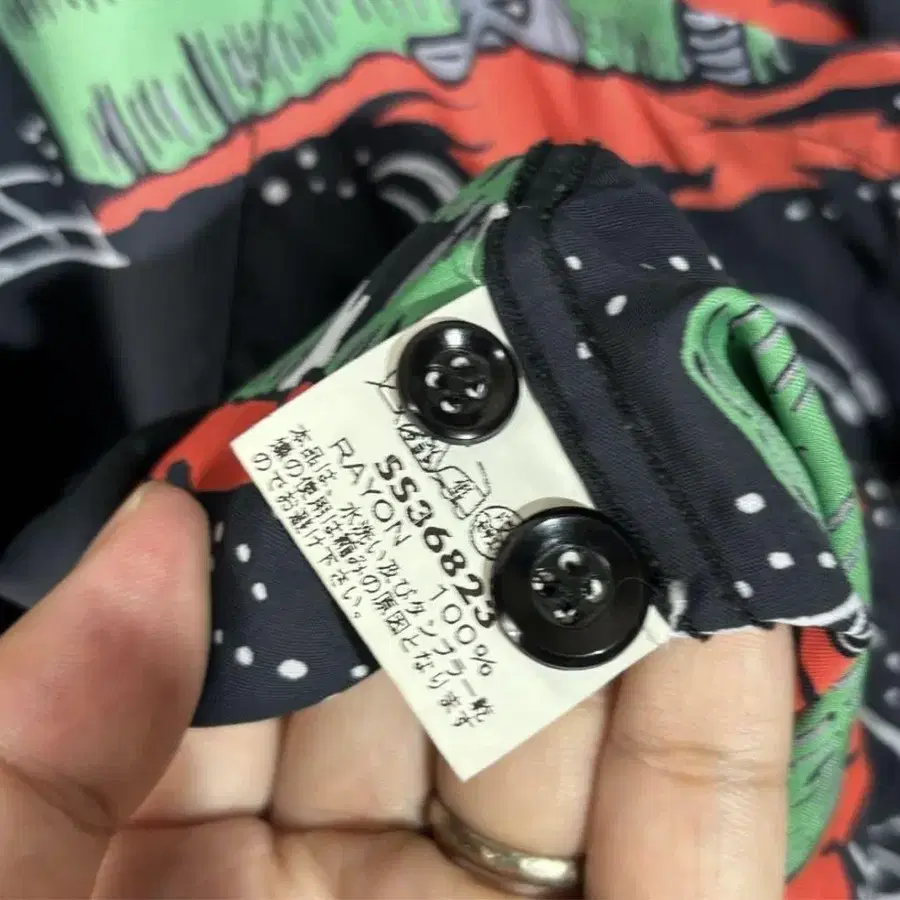 SS36823
RAYON 100%
本品は、水洗い及びタンブラー乾
燥の使用は縮みの原因となります
のでお避け下さい。